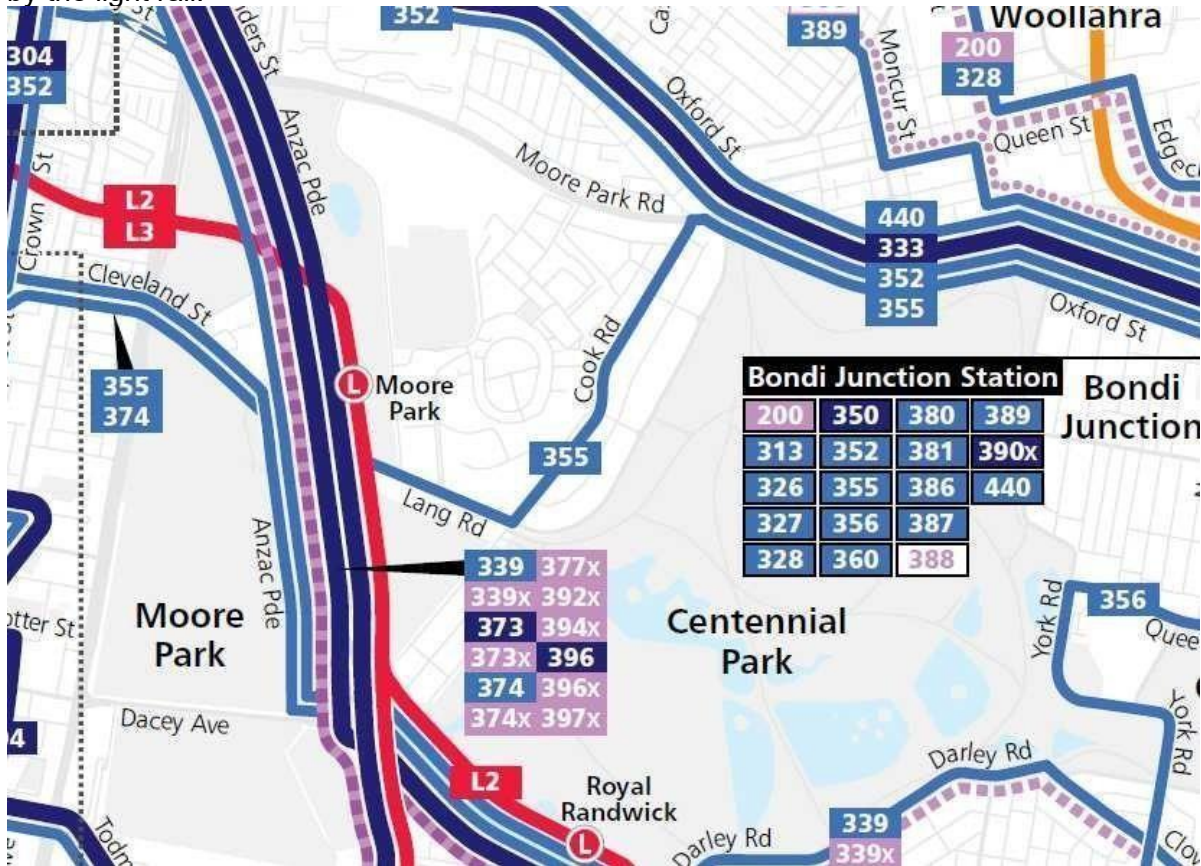 352
389
200
328
Woollahra
304
352
Anzac Pde
Oxford St
Moncur St
Queen St
Moore Park Rd
Crown St
L2
L3
Cleveland St
440
333
352
355
Oxford St
355
374
L Moore
Park
Cook Rd
Bondi Junction Station
200 350 380 389
313 352 381 390x
326 355 386 440
327 356 387
328 360 388
Bondi
Junction
355
Lang Rd
Anzac Pde
339 377x
339x 392x
373 394x
373x 396
374 396x
374x 397x
Moore
Park
Centennial
Park
York Rd
356
Dacey Ave
York Rd
Darley Rd
L2
Royal
Randwick
L
Darley Rd
339
339x